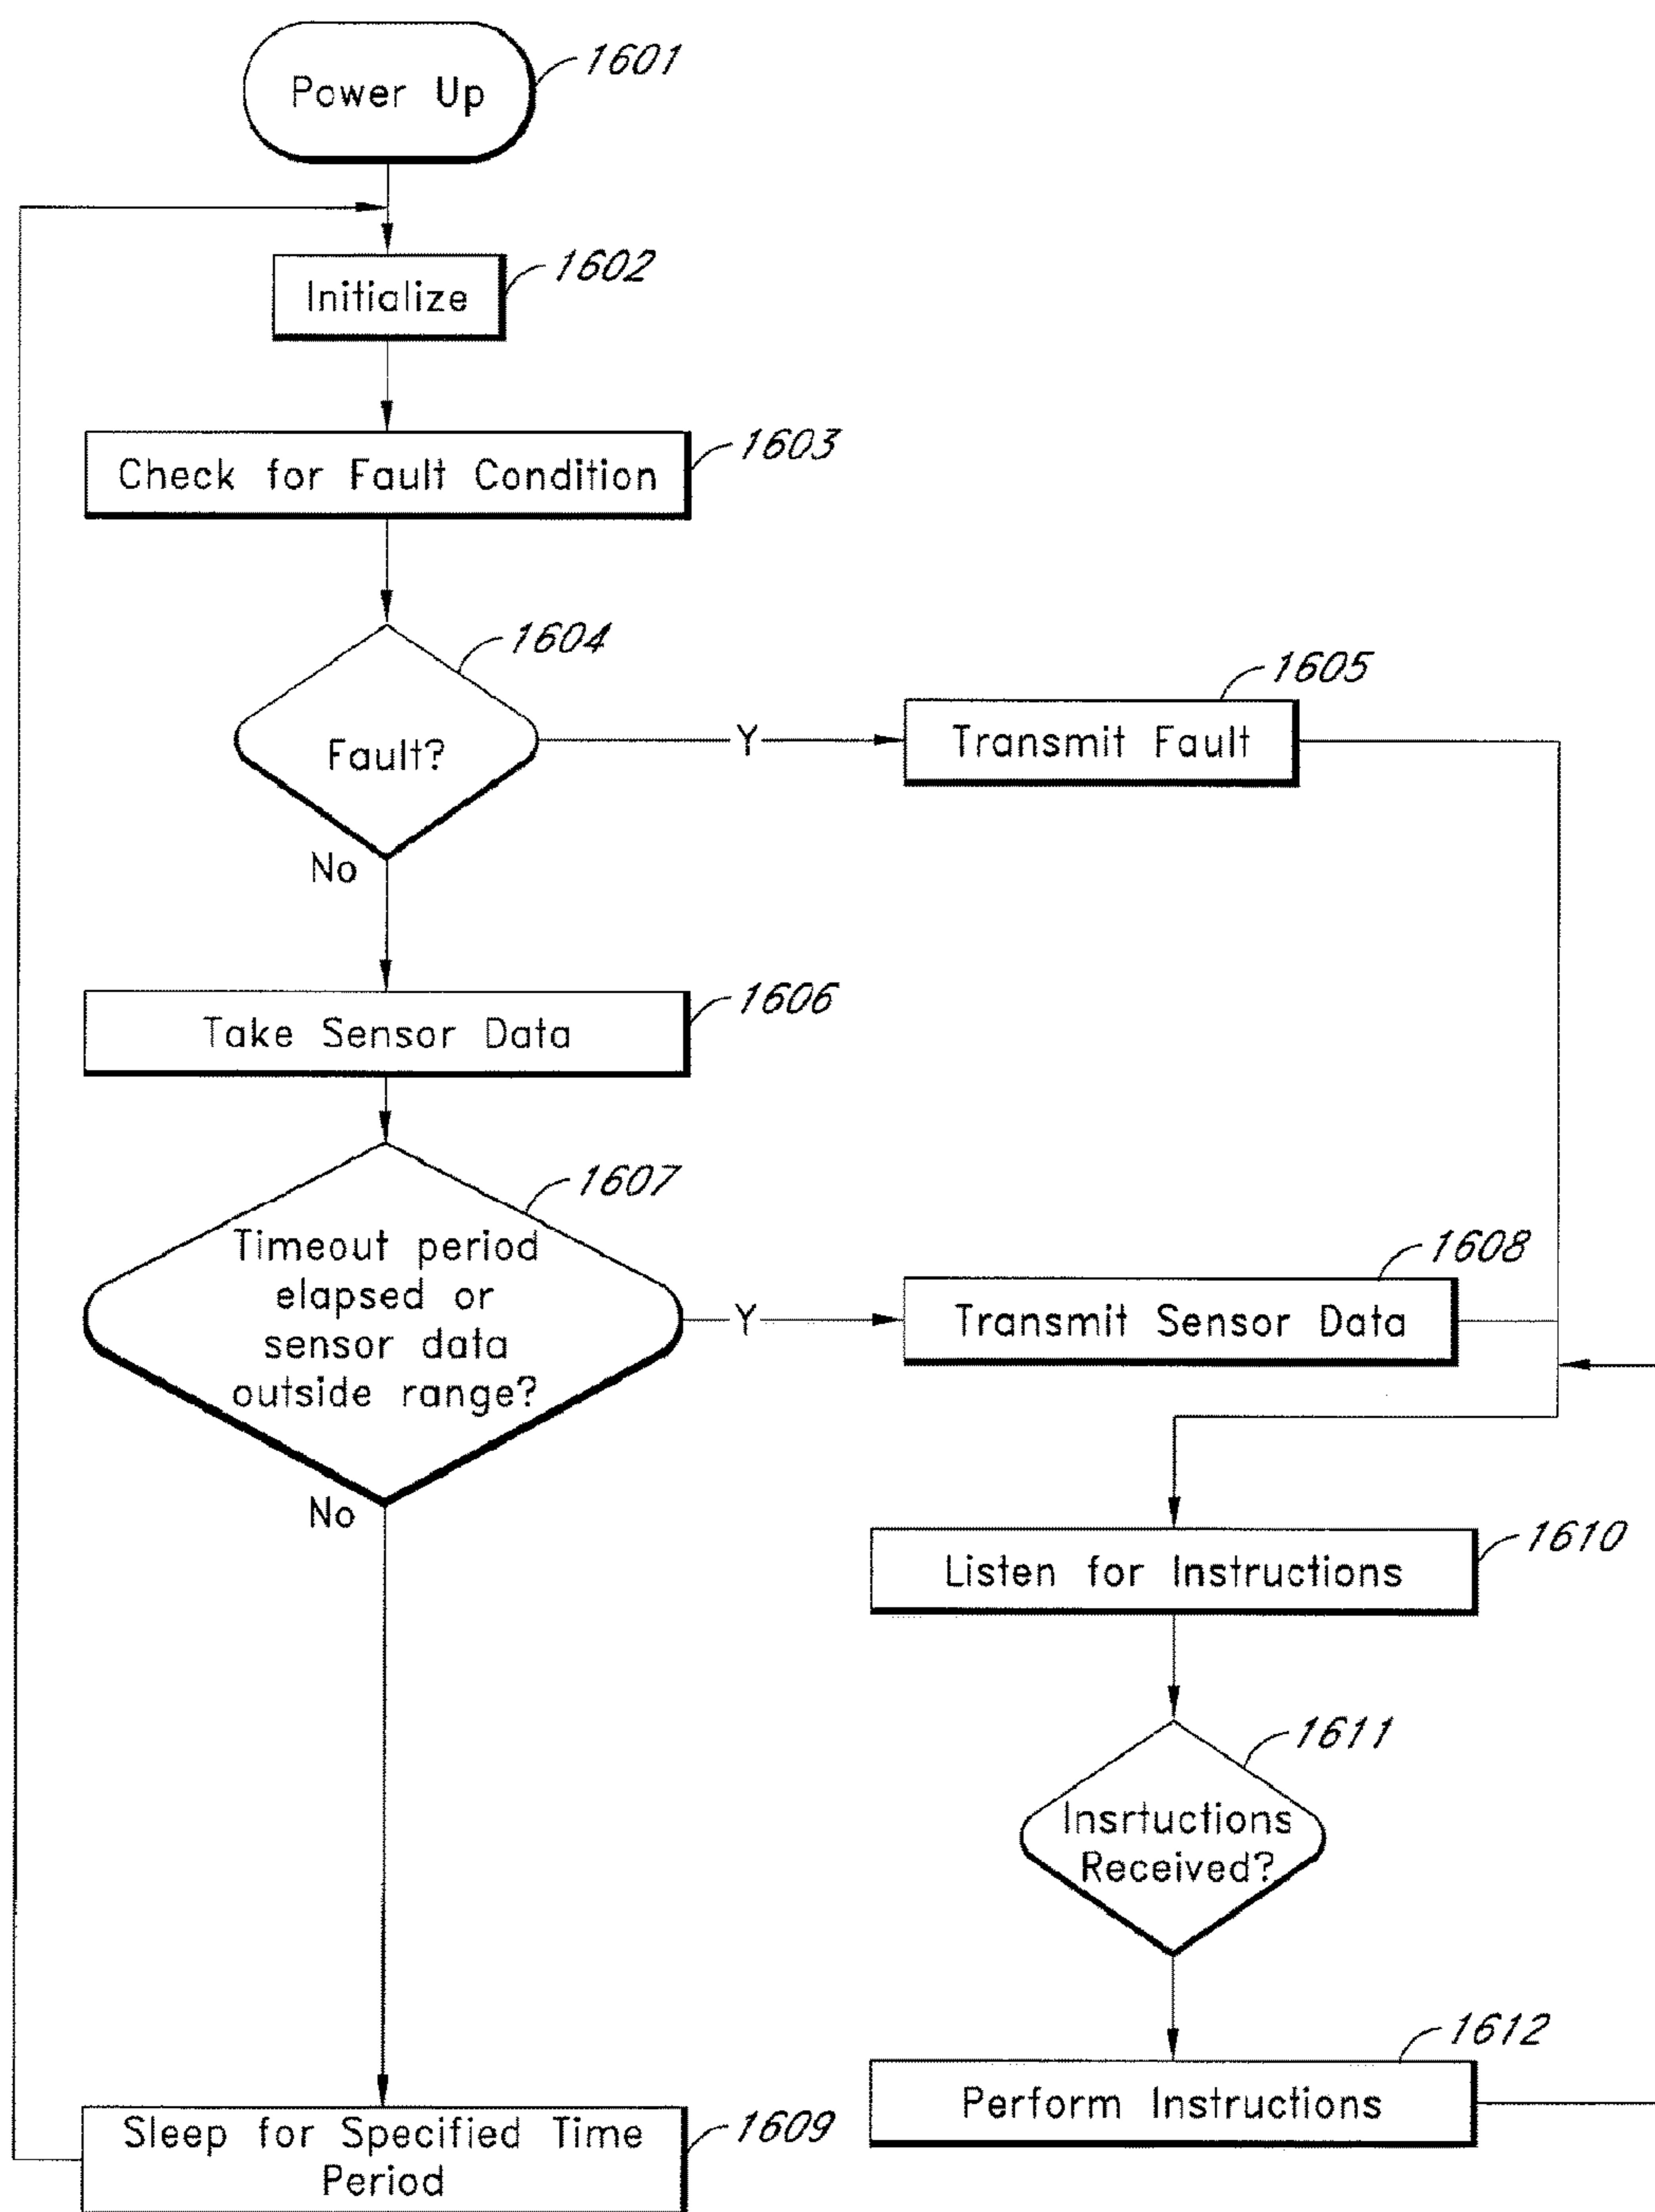 Power Up
1601
Initialize
1602
Check for Fault Condition
1603
1604
Fault?
Y
Transmit Fault
1605
No
Take Sensor Data
1606
1607
Timeout period
elapsed or
sensor data
outside range?
Y
Transmit Sensor Data
1608
No
Listen for Instructions
1610
1611
Insrtuctions
Received?
Perform Instructions
1612
Sleep for Specified Time
Period
1609